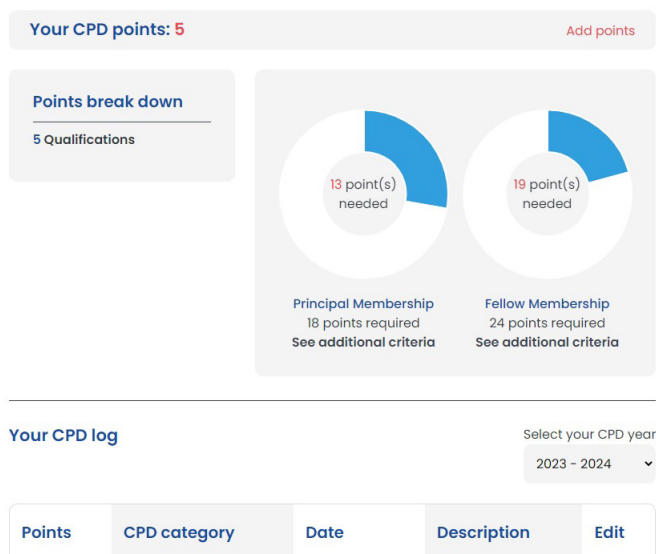 Your CPD points: 5
Add points
Points break down
5 Qualifications
13 point(s)
needed
19 point(s)
needed
Principal Membership
18 points required
See additional criteria
Fellow Membership
24 points required
See additional criteria
Your CPD log
Select your CPD year
2023 - 2024
Points CPD category Date Description Edit